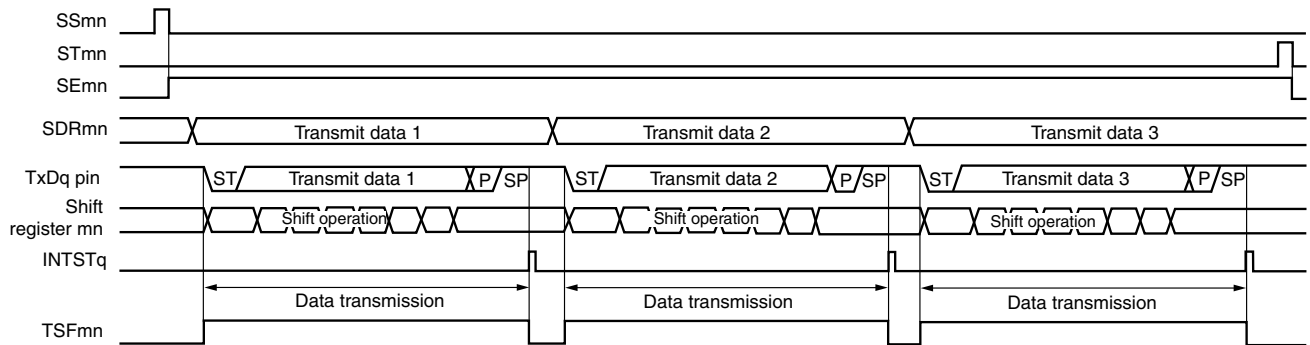 SSmn
STmn
SEmn
SDRmn Transmit data 1 Transmit data 2 Transmit data 3
TxDq pin ST Transmit data 1 P SP ST Transmit data 2 P SP ST Transmit data 3 P SP
Shift
register mn Shift operation Shift operation Shift operation
INTSTq
Data transmission Data transmission Data transmission
TSFmn